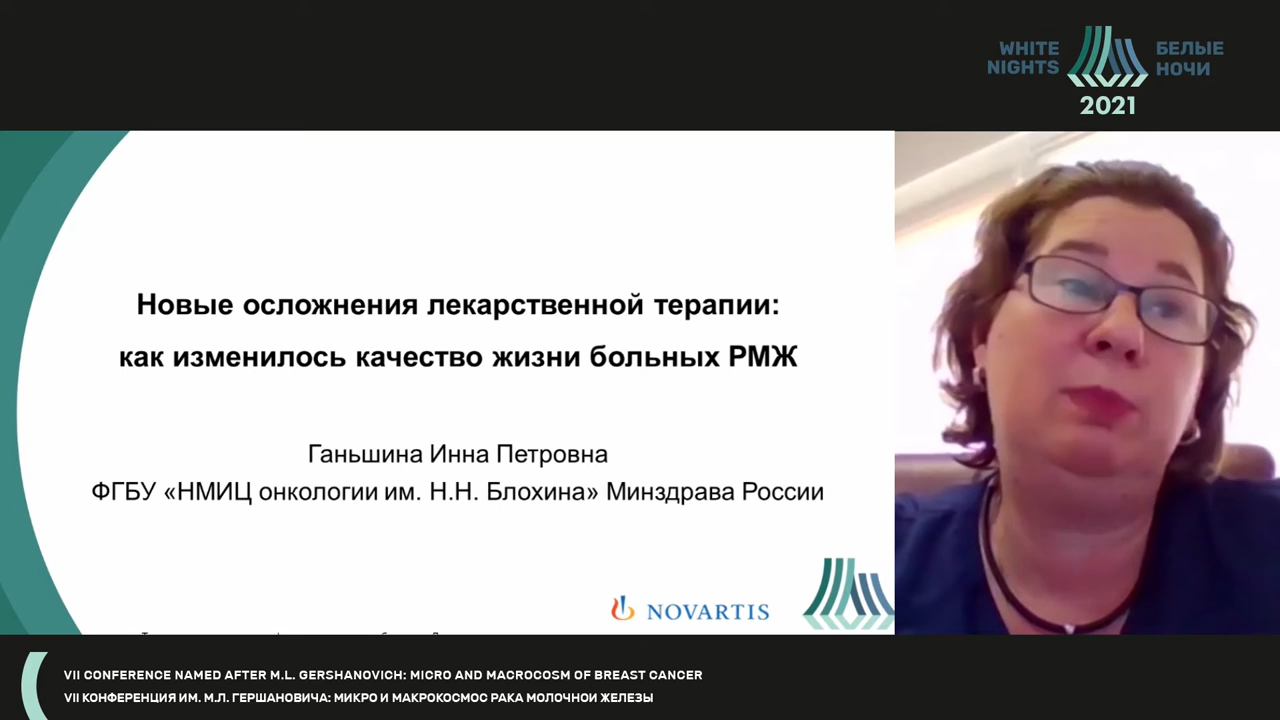 WHITE NIGHTS
БЕЛЫЕ НОЧИ
2021
Новые осложнения лекарственной терапии:
как изменилось качество жизни больных РМЖ
Ганьшина Инна Петровна
ФГБУ «НМИЦ онкологии им. Н.Н. Блохина» Минздрава России
NOVARTIS
VII CONFERENCE NAMED AFTER M.L. GERSHANOVICH: MICRO AND MACROCOSM OF BREAST CANCER
VII КОНФЕРЕНЦИЯ ИМ. М.Л. ГЕРШАНОВИЧА: МИКРО И МАКРОКОСМОС РАКА МОЛОЧНОЙ ЖЕЛЕЗЫ